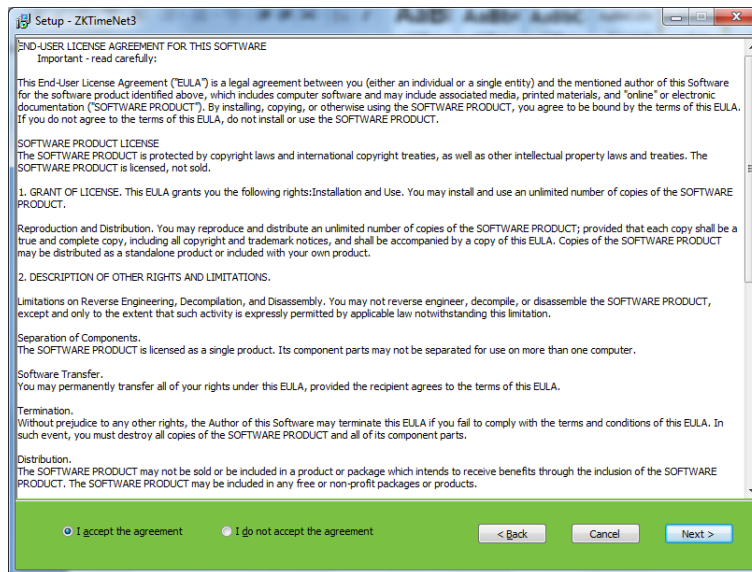 Setup - ZKTimeNet3
END-USER LICENSE AGREEMENT FOR THIS SOFTWARE
Important - read carefully:
This End-User License Agreement ("EULA") is a legal agreement between you (either an individual or a single entity) and the mentioned author of this Software
for the software product identified above, which includes computer software and may include associated media, printed materials, and "online" or electronic
documentation ("SOFTWARE PRODUCT"). By installing, copying, or otherwise using the SOFTWARE PRODUCT, you agree to be bound by the terms of this EULA.
If you do not agree to the terms of this EULA, do not install or use the SOFTWARE PRODUCT.
SOFTWARE PRODUCT LICENSE
The SOFTWARE PRODUCT is protected by copyright laws and international copyright treaties, as well as other intellectual property laws and treaties. The
SOFTWARE PRODUCT is licensed, not sold.
1. GRANT OF LICENSE. This EULA grants you the following rights:Installation and Use. You may install and use an unlimited number of copies of the SOFTWARE
PRODUCT.
Reproduction and Distribution. You may reproduce and distribute an unlimited number of copies of the SOFTWARE PRODUCT; provided that each copy shall be a
true and complete copy, including all copyright and trademark notices, and shall be accompanied by a copy of this EULA. Copies of the SOFTWARE PRODUCT
may be distributed as a standalone product or included with your own product.
2. DESCRIPTION OF OTHER RIGHTS AND LIMITATIONS.
Limitations on Reverse Engineering, Decompilation, and Disassembly. You may not reverse engineer, decompile, or disassemble the SOFTWARE PRODUCT,
except and only to the extent that such activity is expressly permitted by applicable law notwithstanding this limitation.
Separation of Components.
The SOFTWARE PRODUCT is licensed as a single product. Its component parts may not be separated for use on more than one computer.
Software Transfer.
You may permanently transfer all of your rights under this EULA, provided the recipient agrees to the terms of this EULA.
Termination.
Without prejudice to any other rights, the Author of this Software may terminate this EULA if you fail to comply with the terms and conditions of this EULA. In
such event, you must destroy all copies of the SOFTWARE PRODUCT and all of its component parts.
Distribution.
The SOFTWARE PRODUCT may not be sold or be included in a product or package which intends to receive benefits through the inclusion of the SOFTWARE
PRODUCT. The SOFTWARE PRODUCT may be included in any free or non-profit packages or products.
I accept the agreement
I do not accept the agreement
< Back
Cancel
Next >